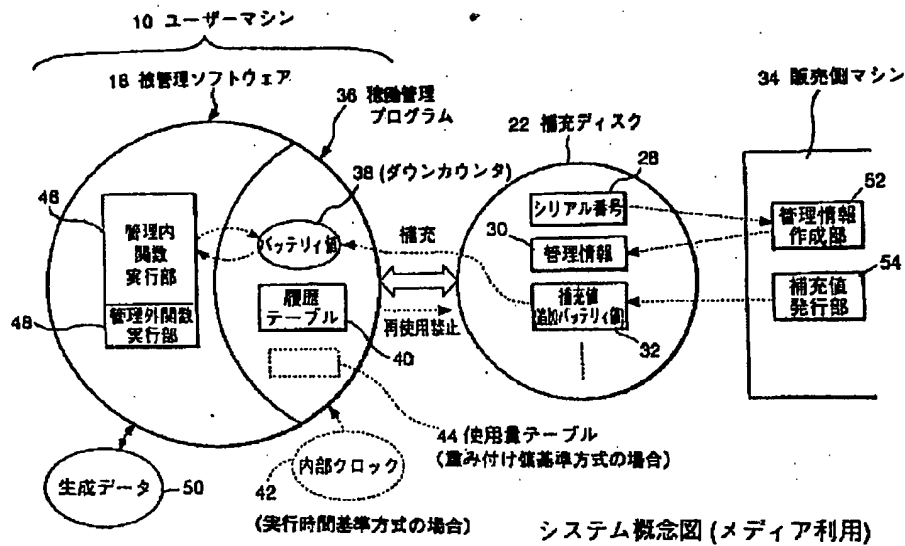 10 ユーザーマシン
18 被管理ソフトウェア
36 稼働管理
プログラム
38 (ダウンカウンタ)
22 補充ディスク
34 販売側マシン
28
シリアル番号
52
管理情報
作成部
46
管理内
関数
実行部
バッテリィ値
補充
30
管理情報
54
補充値
発行部
48
管理外関数
実行部
履歴
テーブル
40
再使用禁止
補充値
(追加バッテリィ値)
32
44 使用量テーブル
(重み付け値基準方式の場合)
生成データ
50
42
内部クロック
(実行時間基準方式の場合)
システム概念図 (メディア利用)